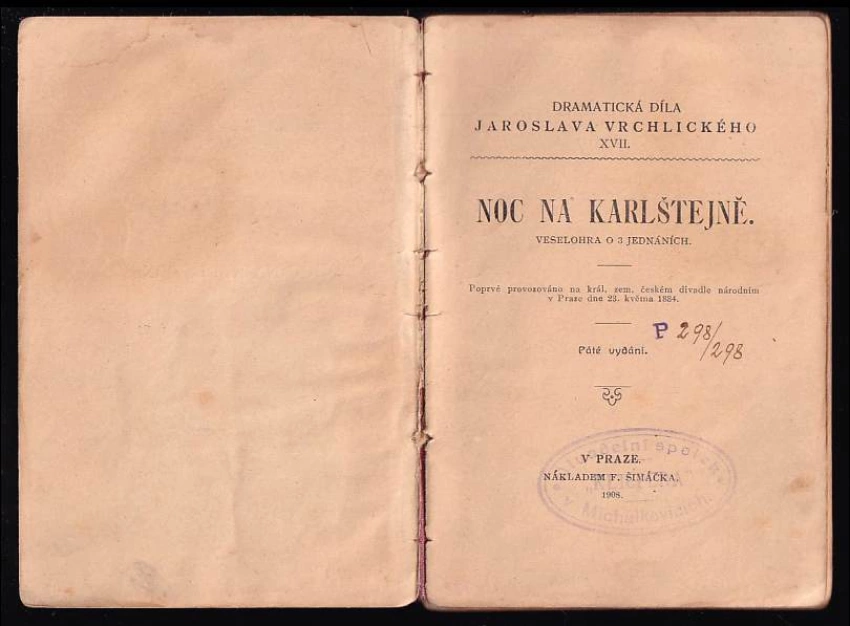 DRAMATICKÁ DÍLA
JAROSLAVA VRCHLICKÉHO
XVII.
NOC NA KARLŠTEJNĚ.
VESELOHRA O 3 JEDNÁNÍCH.
Poprvé provozováno na král. zem. českém divadle národním
v Praze dne 23. května 1884.
P 298/
/298
Páté vydání.
V PRAZE.
NÁKLADEM F. ŠIMÁČKA.
1908.
v Michalkovicích.